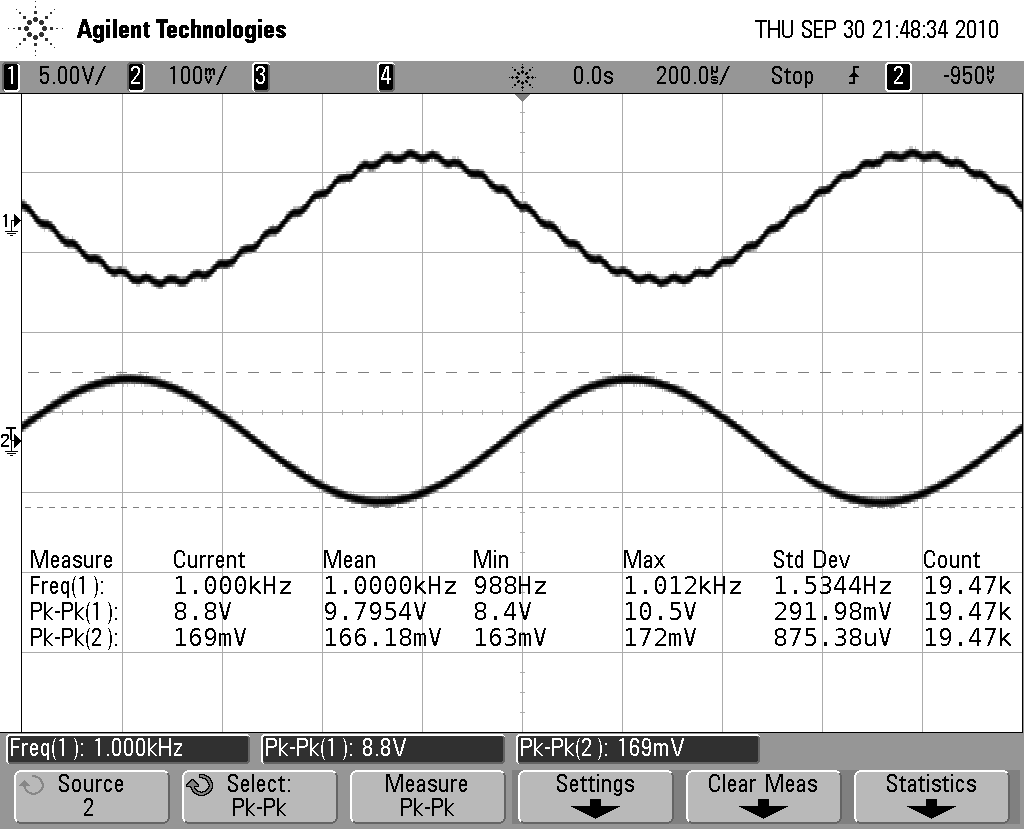 Agilent Technologies THU SEP 30 21:48:34 2010
1 5.00V/ 2 100mV/ 3 4 0.0s 200.0us/ Stop 2 -950uV
1
2
Measure Current Mean Min Max Std Dev Count
Freq(1): 1.000kHz 1.0000kHz 988Hz 1.012kHz 1.5344Hz 19.47k
Pk-Pk(1): 8.8V 9.7954V 8.4V 10.5V 291.98mV 19.47k
Pk-Pk(2): 169mV 166.18mV 163mV 172mV 875.38uV 19.47k
Freq(1): 1.000kHz Pk-Pk(1): 8.8V Pk-Pk(2): 169mV
Source Select: Measure Settings Clear Meas Statistics
2 Pk-Pk Pk-Pk